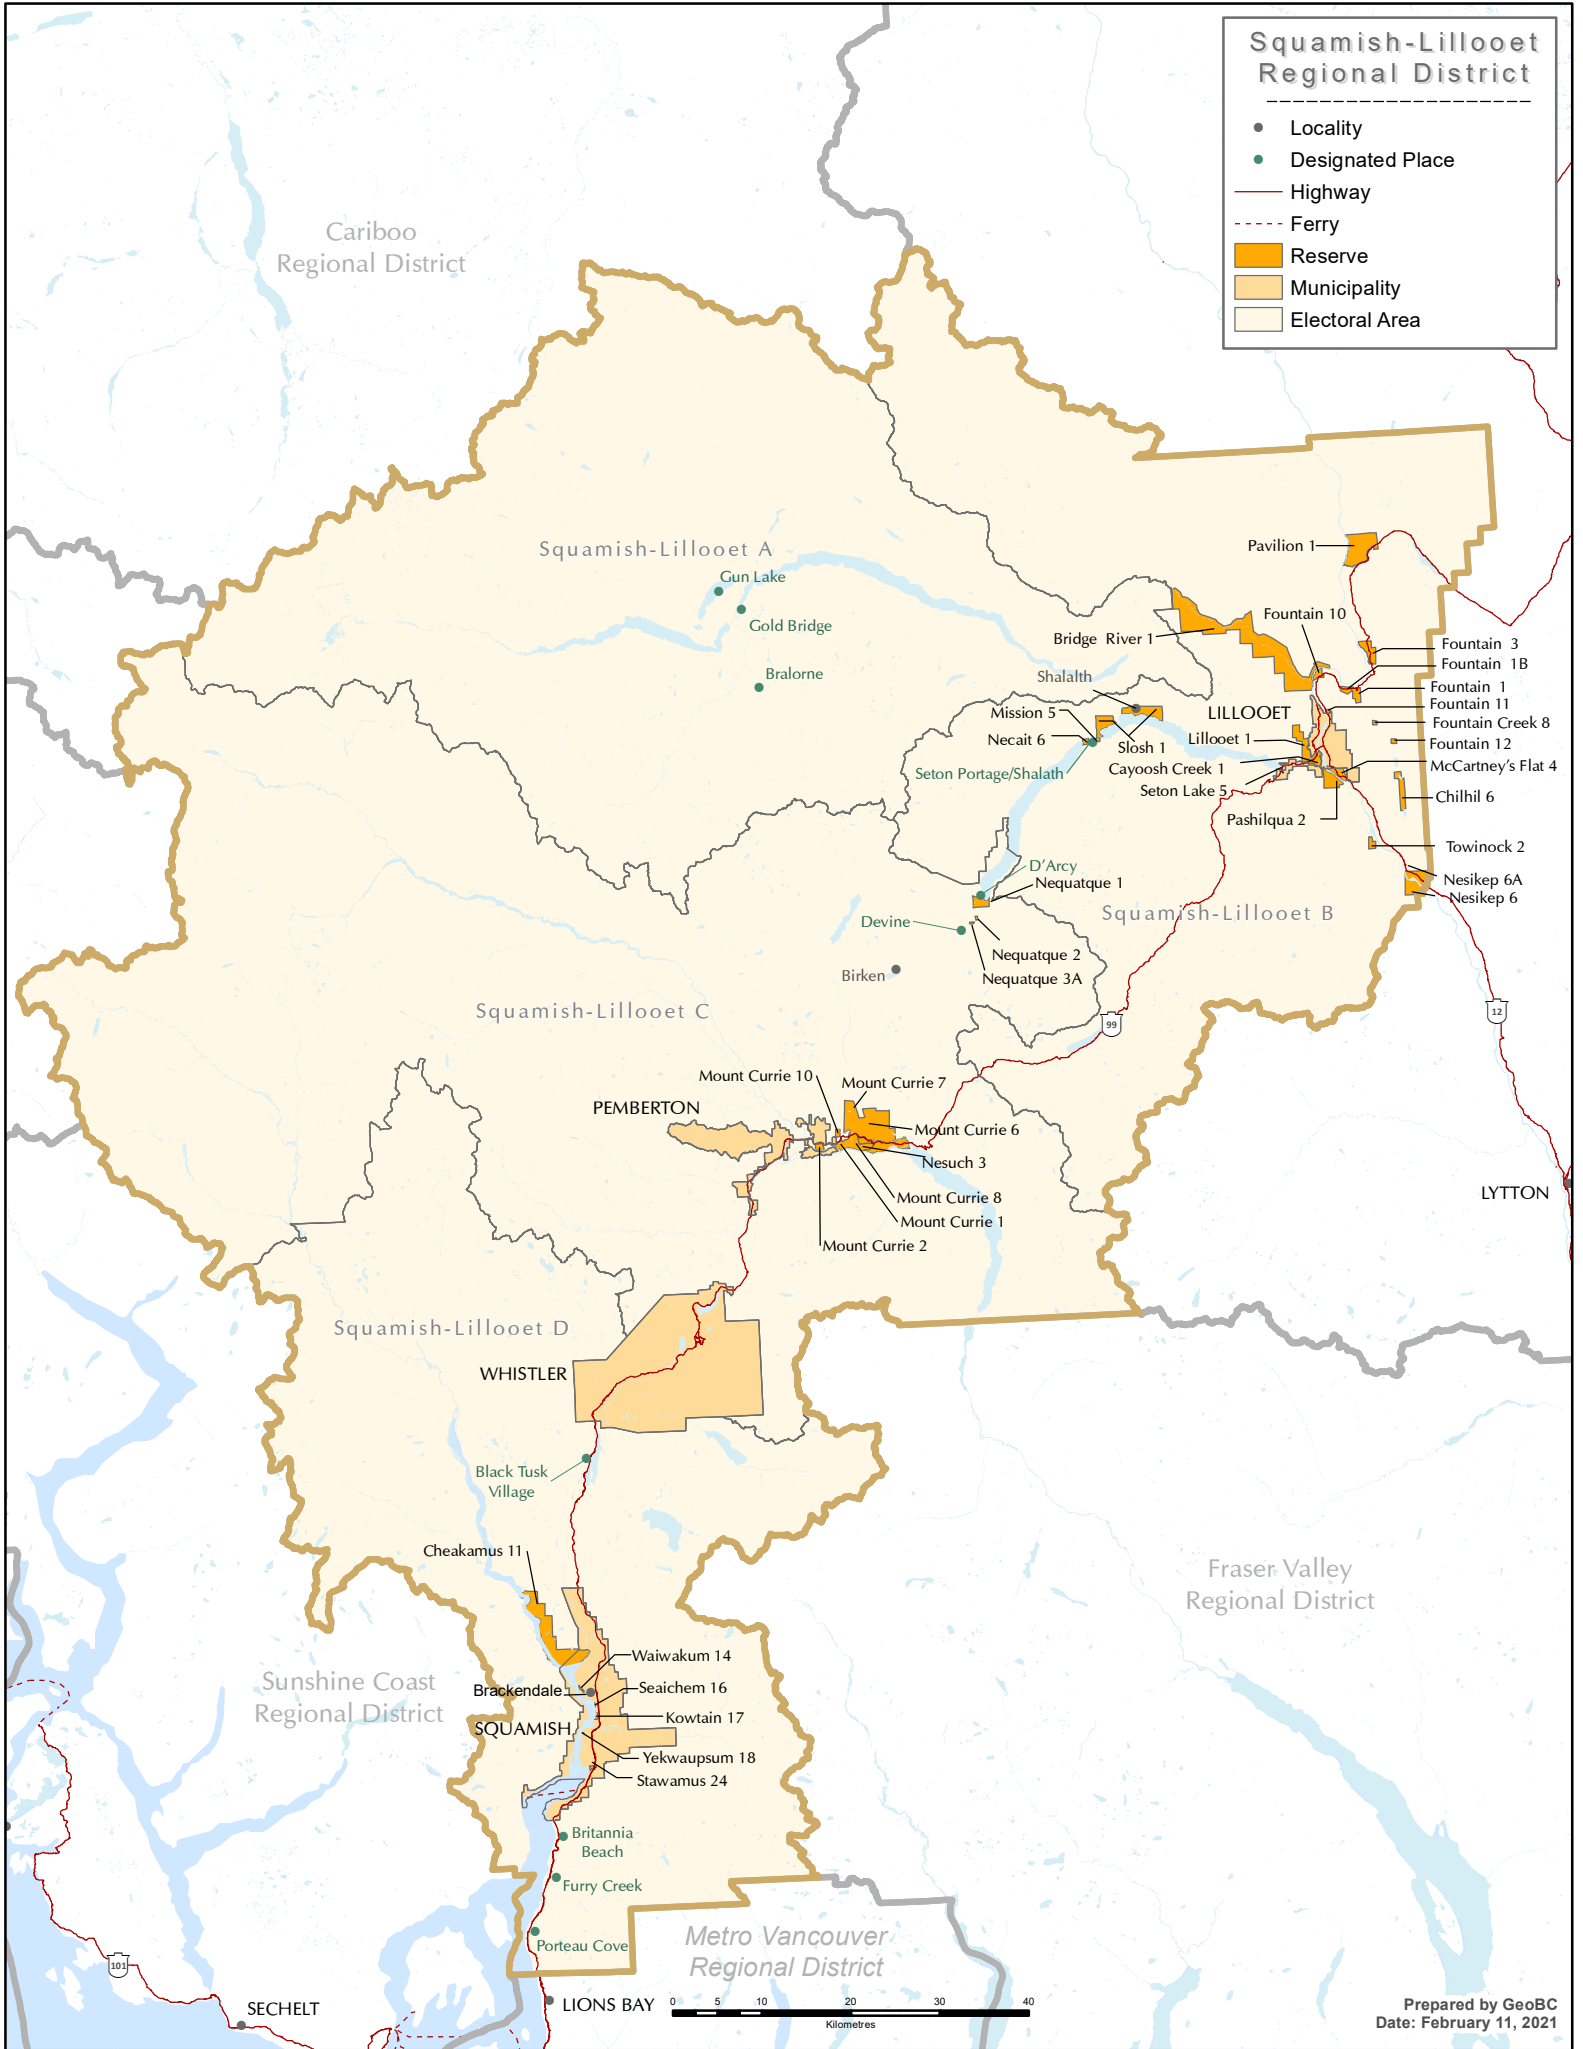 Squamish-Lillooet
Regional District
Locality
Designated Place
Highway
Ferry
Reserve
Municipality
Electoral Area
Cariboo
Regional District
Squamish-Lillooet A
Gun Lake
Gold Bridge
Bralorne
Pavilion 1
Fountain 10
Bridge River 1
Fountain 3
Fountain 1B
Shalalth
Fountain 1
Fountain 11
LILLOOET
Mission 5
Fountain Creek 8
Necait 6
Slosh 1
Lillooet 1
Fountain 12
Seton Portage/Shalath
Cayoosh Creek 1
McCartney's Flat 4
Seton Lake 5
Chilhil 6
Pashilqua 2
Towinock 2
D'Arcy
Nequatque 1
Nesikep 6A
Nesikep 6
Squamish-Lillooet B
Devine
Nequatque 2
Birken
Nequatque 3A
Squamish-Lillooet C
99
12
Mount Currie 10
Mount Currie 7
PEMBERTON
Mount Currie 6
Nesuch 3
Mount Currie 8
Mount Currie 1
Mount Currie 2
LYTTON
Squamish-Lillooet D
WHISTLER
Black Tusk
Village
Cheakamus 11
Fraser Valley
Regional District
Waiwakum 14
Sunshine Coast
Regional District
Brackendale
Seaichem 16
Kowtain 17
SQUAMISH
Yekwaupsum 18
Stawamus 24
Britannia
Beach
Furry Creek
Porteau Cove
Metro Vancouver
Regional District
101
SECHELT
LIONS BAY
0 5 10 20 30 40
Kilometres
Prepared by GeoBC
Date: February 11, 2021